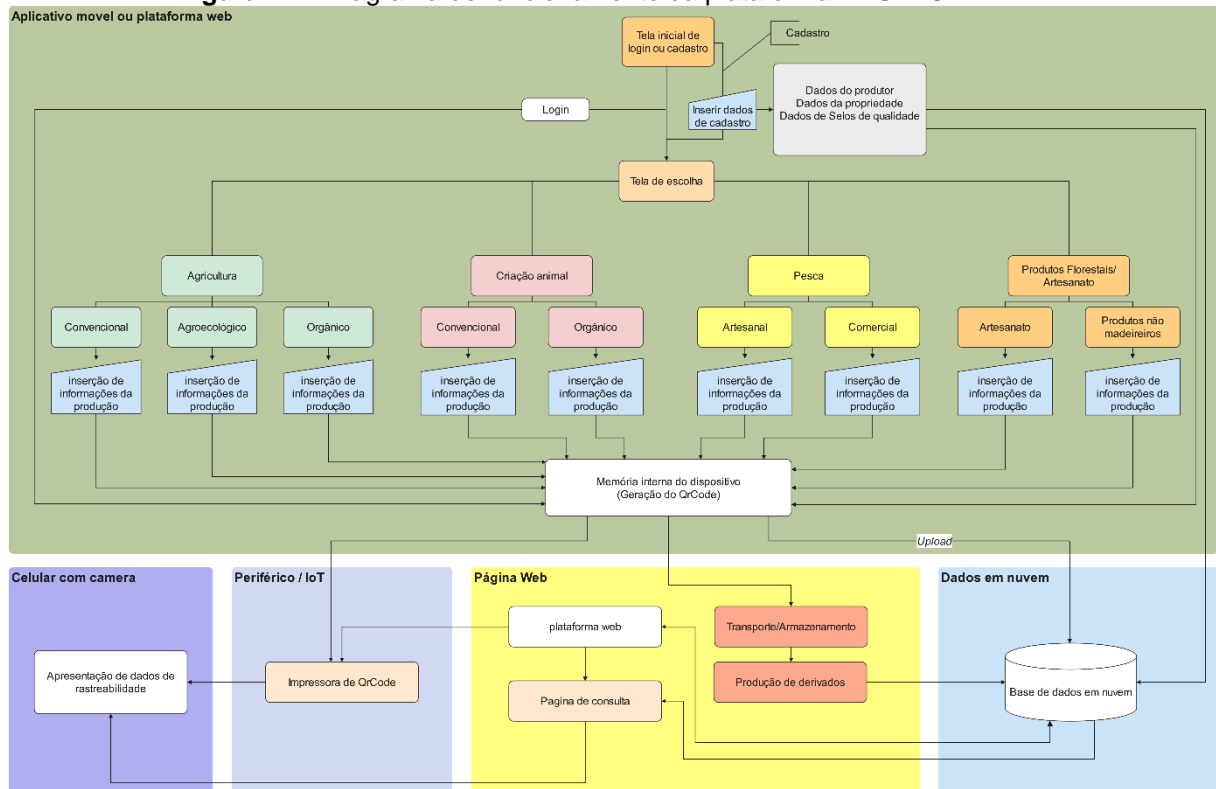 Aplicativo movel ou plataforma web
Tela inicial de
login ou cadastro
Cadastro
Login
Inserir dados
de cadastro
Dados do produtor
Dados da propriedade
Dados de Selos de qualidade
Tela de escolha
Agricultura
Criação animal
Pesca
Produtos Florestais/
Artesanato
Convencional
Agroecológico
Orgânico
Convencional
Orgânico
Artesanal
Comercial
Artesanato
Produtos não
madeireiros
inserção de
informações da
produção
inserção de
informações da
produção
inserção de
informações da
produção
inserção de
informações da
produção
inserção de
informações da
produção
inserção de
informações da
produção
inserção de
informações da
produção
inserção de
informações da
produção
inserção de
informações da
produção
Memória interna do dispositivo
(Geração do QrCode)
Upload
Celular com camera
Periférico / IoT
Página Web
Dados em nuvem
plataforma web
Transporte/Armazenamento
Apresentação de dados de
rastreabilidade
Impressora de QrCode
Pagina de consulta
Produção de derivados
Base de dados em nuvem